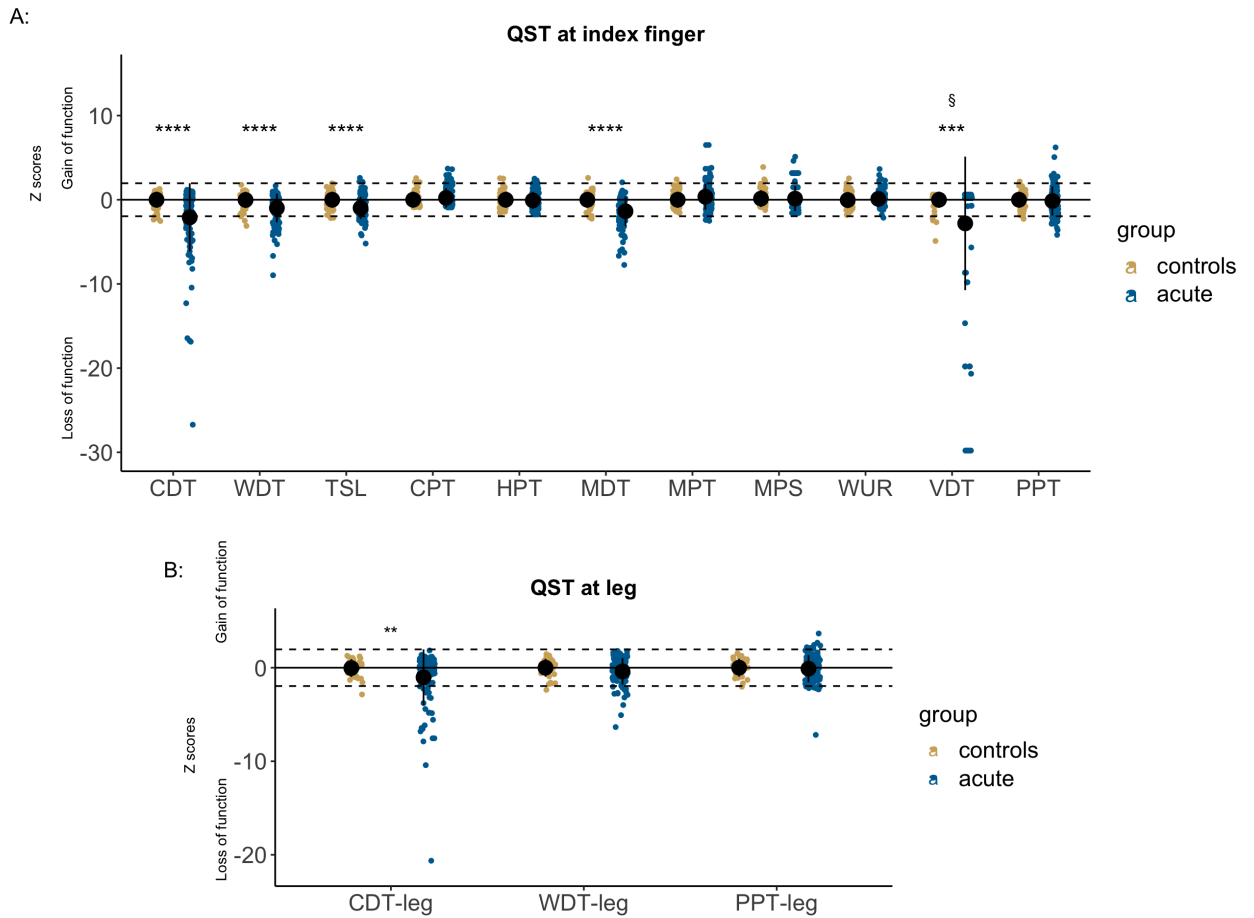 A:
QST at index finger
Z scores
Gain of function
Loss of function
10
0
-10
-20
-30
****
****
****
****
§
***
CDT WDT TSL CPT HPT MDT MPT MPS WUR VDT PPT
group
a controls
a acute
B:
QST at leg
Z scores
Gain of function
Loss of function
0
-10
-20
**
CDT-leg WDT-leg PPT-leg
group
a controls
a acute